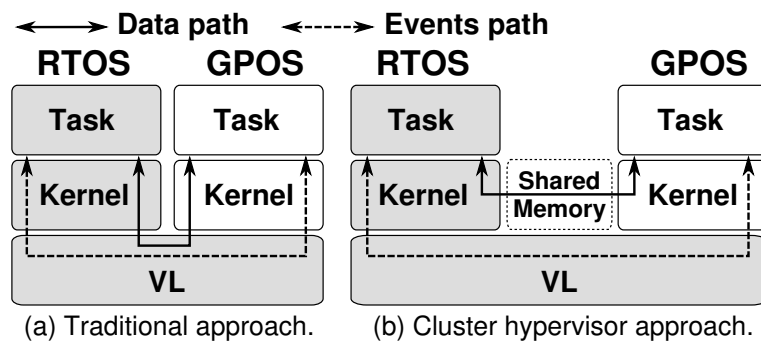 Data path Events path
RTOS GPOS RTOS GPOS
Task Task Task Task
Kernel Kernel Kernel Shared Memory Kernel
VL VL
(a) Traditional approach. (b) Cluster hypervisor approach.